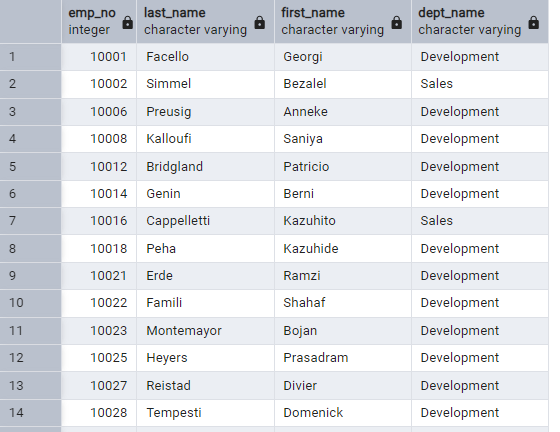 emp_no last_name first_name dept_name
integer character varying character varying character varying
1 10001 Facello Georgi Development
2 10002 Simmel Bezalel Sales
3 10006 Preusig Anneke Development
4 10008 Kalloufi Saniya Development
5 10012 Bridgland Patricio Development
6 10014 Genin Berni Development
7 10016 Cappelletti Kazuhito Sales
8 10018 Peha Kazuhide Development
9 10021 Erde Ramzi Development
10 10022 Famili Shahaf Development
11 10023 Montemayor Bojan Development
12 10025 Heyers Prasadram Development
13 10027 Reistad Divier Development
14 10028 Tempesti Domenick Development